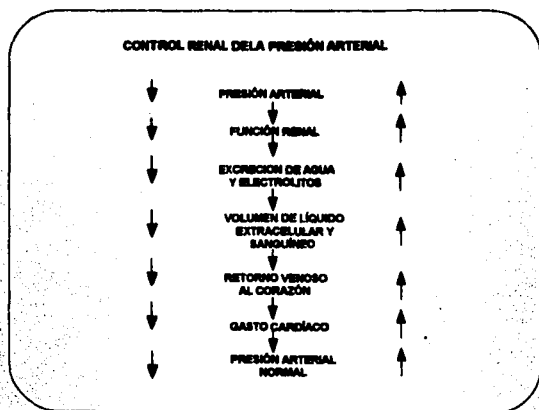 CONTROL RENAL DELA PRESIÓN ARTERIAL
PRESIÓN ARTERIAL
FUNCIÓN RENAL
EXCRECION DE AGUA
Y ELECTROLITOS
VOLUMEN DE LÍQUIDO
EXTRACELULAR Y
SANGUÍNEO
RETORNO VENOSO
AL CORAZÓN
GASTO CARDÍACO
PRESIÓN ARTERIAL
NORMAL